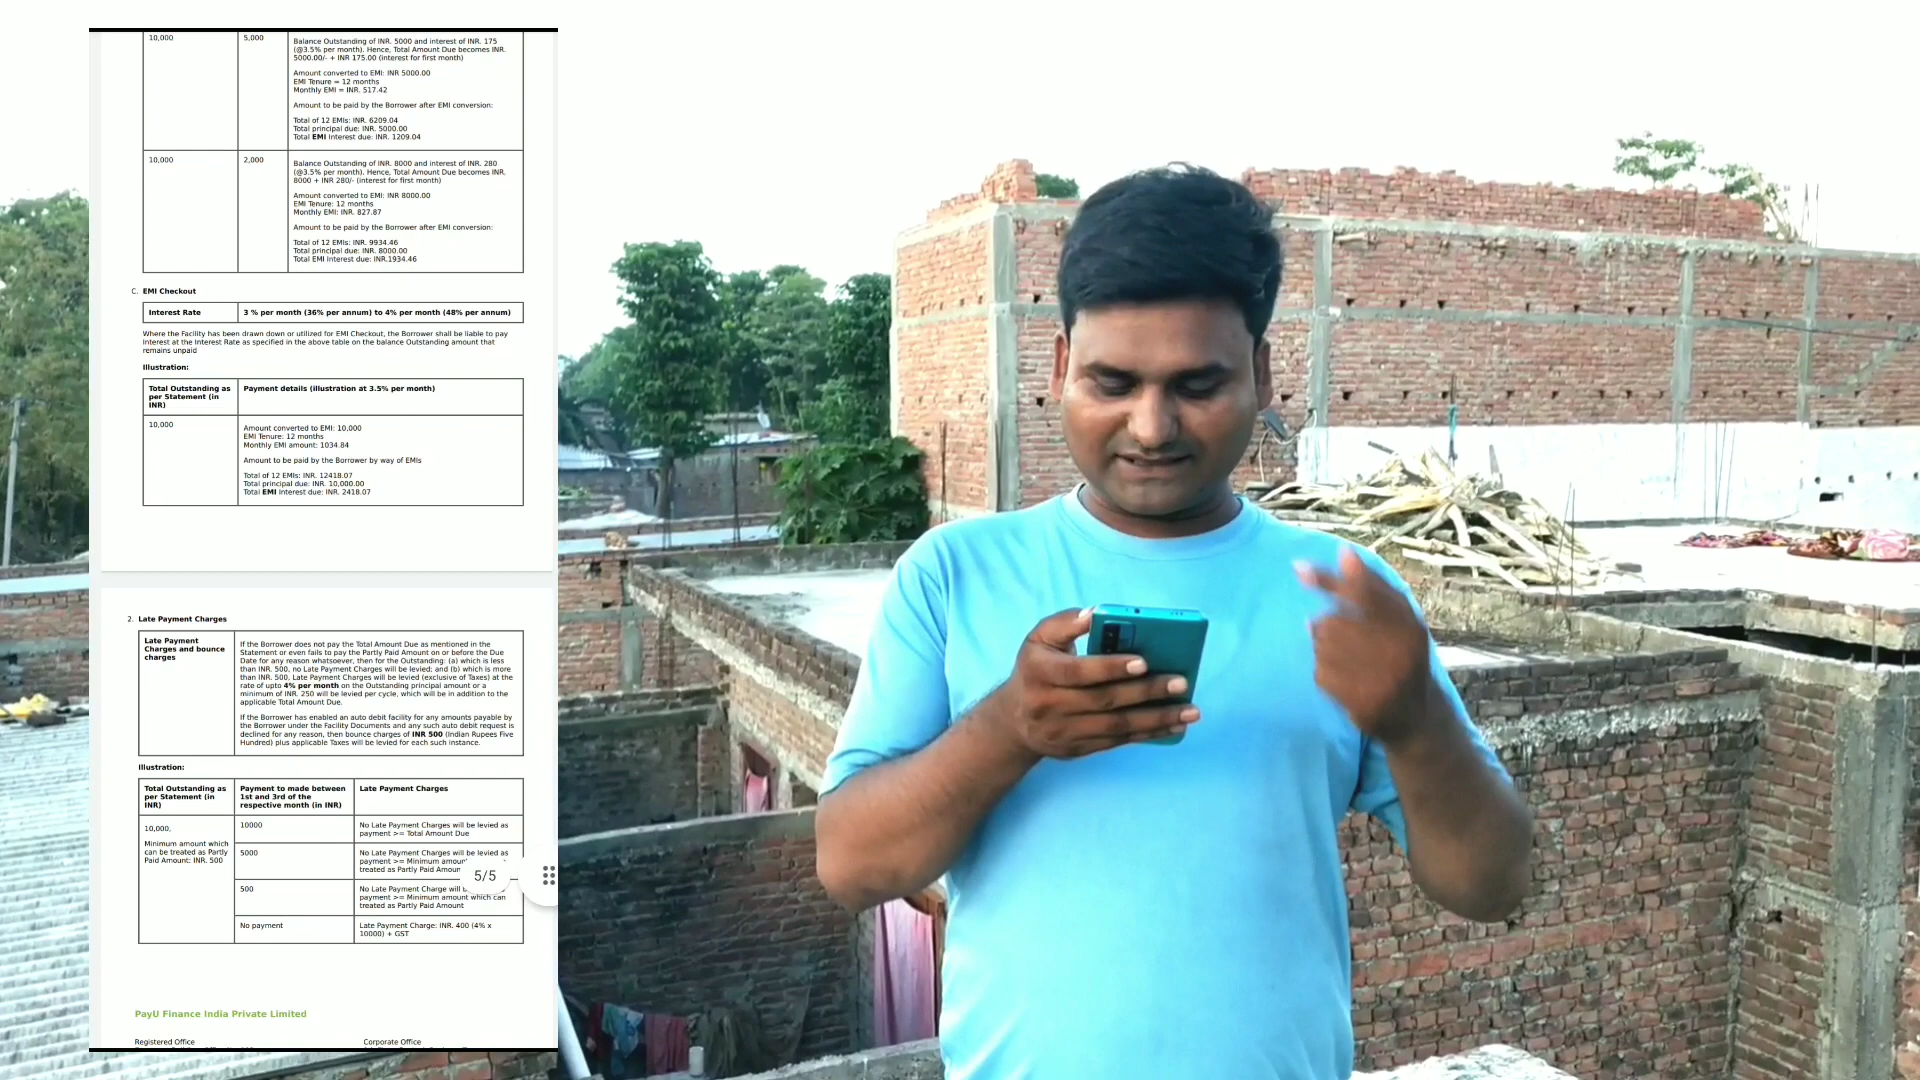 10,000
5,000
Balance Outstanding of INR. 5000 and interest of INR. 175
(@3.5% per month). Hence, Total Amount Due becomes INR.
5000.00/- + INR 175.00 (interest for first month)
Amount converted to EMI: INR 5000.00
EMI Tenure = 12 months
Monthly EMI = INR. 517.42
Amount to be paid by the Borrower after EMI conversion:
Total of 12 EMIs: INR. 6209.04
Total principal due: INR. 5000.00
Total EMI Interest due: INR. 1209.04
10,000
2,000
Balance Outstanding of INR. 8000 and interest of INR. 280
(@3.5% per month). Hence, Total Amount Due becomes INR.
8000 + INR 280/- (interest for first month)
Amount converted to EMI: INR 8000.00
EMI Tenure: 12 months
Monthly EMI: INR. 827.87
Amount to be paid by the Borrower after EMI conversion:
Total of 12 EMIs: INR. 9934.46
Total principal due: INR. 8000.00
Total EMI Interest due: INR.1934.46
C. EMI Checkout
Interest Rate
3 % per month (36% per annum) to 4% per month (48% per annum)
Where the Facility has been drawn down or utilized for EMI Checkout, the Borrower shall be liable to pay
Interest at the Interest Rate as specified in the above table on the balance Outstanding amount that
remains unpaid
Illustration:
Total Outstanding as
per Statement (in
INR)
Payment details (illustration at 3.5% per month)
10,000
Amount converted to EMI: 10,000
EMI Tenure: 12 months
Monthly EMI amount: 1034.84
Amount to be paid by the Borrower by way of EMIs
Total of 12 EMIs: INR. 12418.07
Total principal due: INR. 10,000.00
Total EMI Interest due: INR. 2418.07
2. Late Payment Charges
Late Payment
Charges and bounce
charges
If the Borrower does not pay the Total Amount Due as mentioned in the
Statement or even fails to pay the Partly Paid Amount on or before the Due
Date for any reason whatsoever, then for the Outstanding: (a) which is less
than INR. 500, no Late Payment Charges will be levied; and (b) which is more
than INR. 500, Late Payment Charges will be levied (exclusive of Taxes) at the
rate of upto 4% per month on the Outstanding principal amount or a
minimum of INR. 250 will be levied per cycle, which will be in addition to the
applicable Total Amount Due.
If the Borrower has enabled an auto debit facility for any amounts payable by
the Borrower under the Facility Documents and any such auto debit request is
declined for any reason, then bounce charges of INR 500 (Indian Rupees Five
Hundred) plus applicable Taxes will be levied for each such instance.
Illustration:
Total Outstanding as
per Statement (in
INR)
Payment to made between
1st and 3rd of the
respective month (in INR)
Late Payment Charges
10,000,
Minimum amount which
can be treated as Partly
Paid Amount: INR. 500
10000
No Late Payment Charges will be levied as
payment >= Total Amount Due
5000
No Late Payment Charges will be levied as
payment >= Minimum amount
treated as Partly Paid Amount
5/5
500
No Late Payment Charge will
payment >= Minimum amount which can
treated as Partly Paid Amount
No payment
Late Payment Charge: INR. 400 (4% x
10000) + GST
PayU Finance India Private Limited
Registered Office
Corporate Office